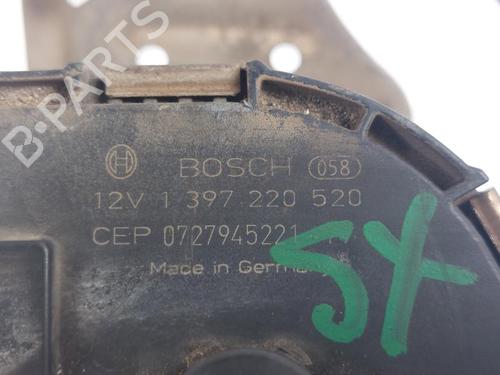 B-PARTS
BOSCH 058
12V 1 397 220 520
CEP 0727945221
Made in Germany
SX